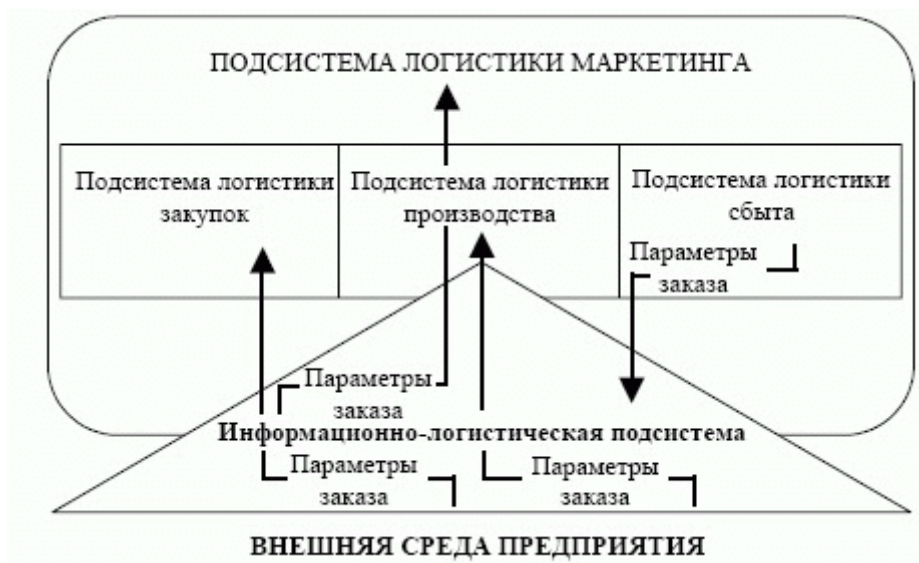 ПОДСИСТЕМА ЛОГИСТИКИ МАРКЕТИНГА
Подсистема логистики
закупок
Подсистема логистики
производства
Подсистема логистики
сбыта
Параметры
заказа
Параметры
заказа
Информационно-логистическая подсистема
Параметры
заказа
Параметры
заказа
ВНЕШНЯЯ СРЕДА ПРЕДПРИЯТИЯ